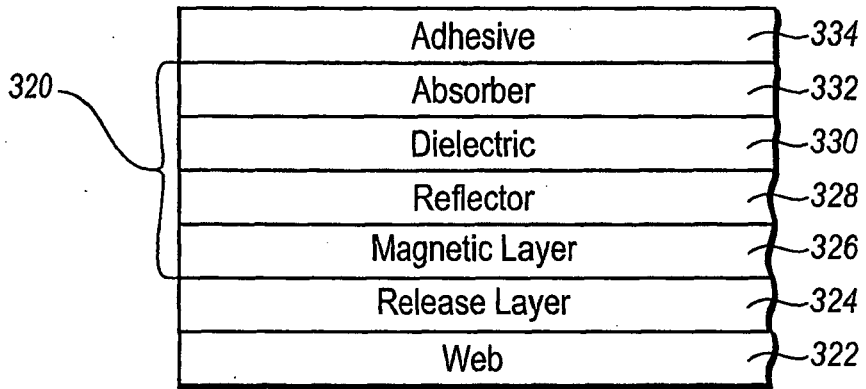 Adhesive 334
320 Absorber 332
Dielectric 330
Reflector 328
Magnetic Layer 326
Release Layer 324
Web 322